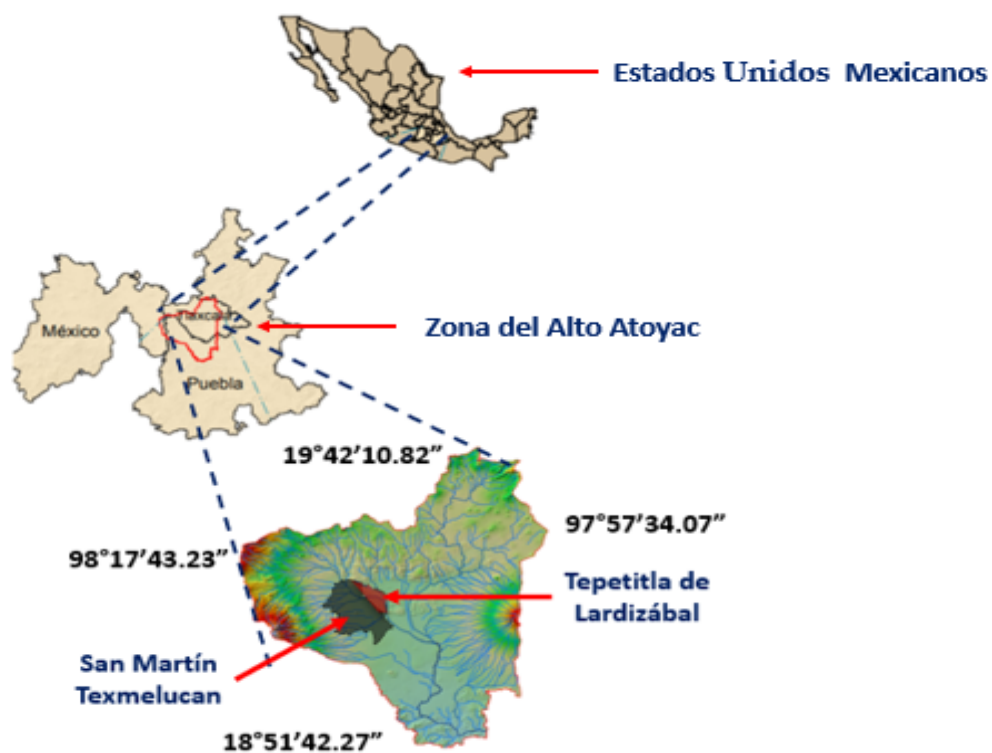 Estados Unidos Mexicanos
México
Tlaxcala
Zona del Alto Atoyac
Puebla
19°42’10.82”
97°57’34.07”
98°17’43.23”
Tepetitla de
Lardizábal
San Martín
Texmelucan
18°51’42.27”